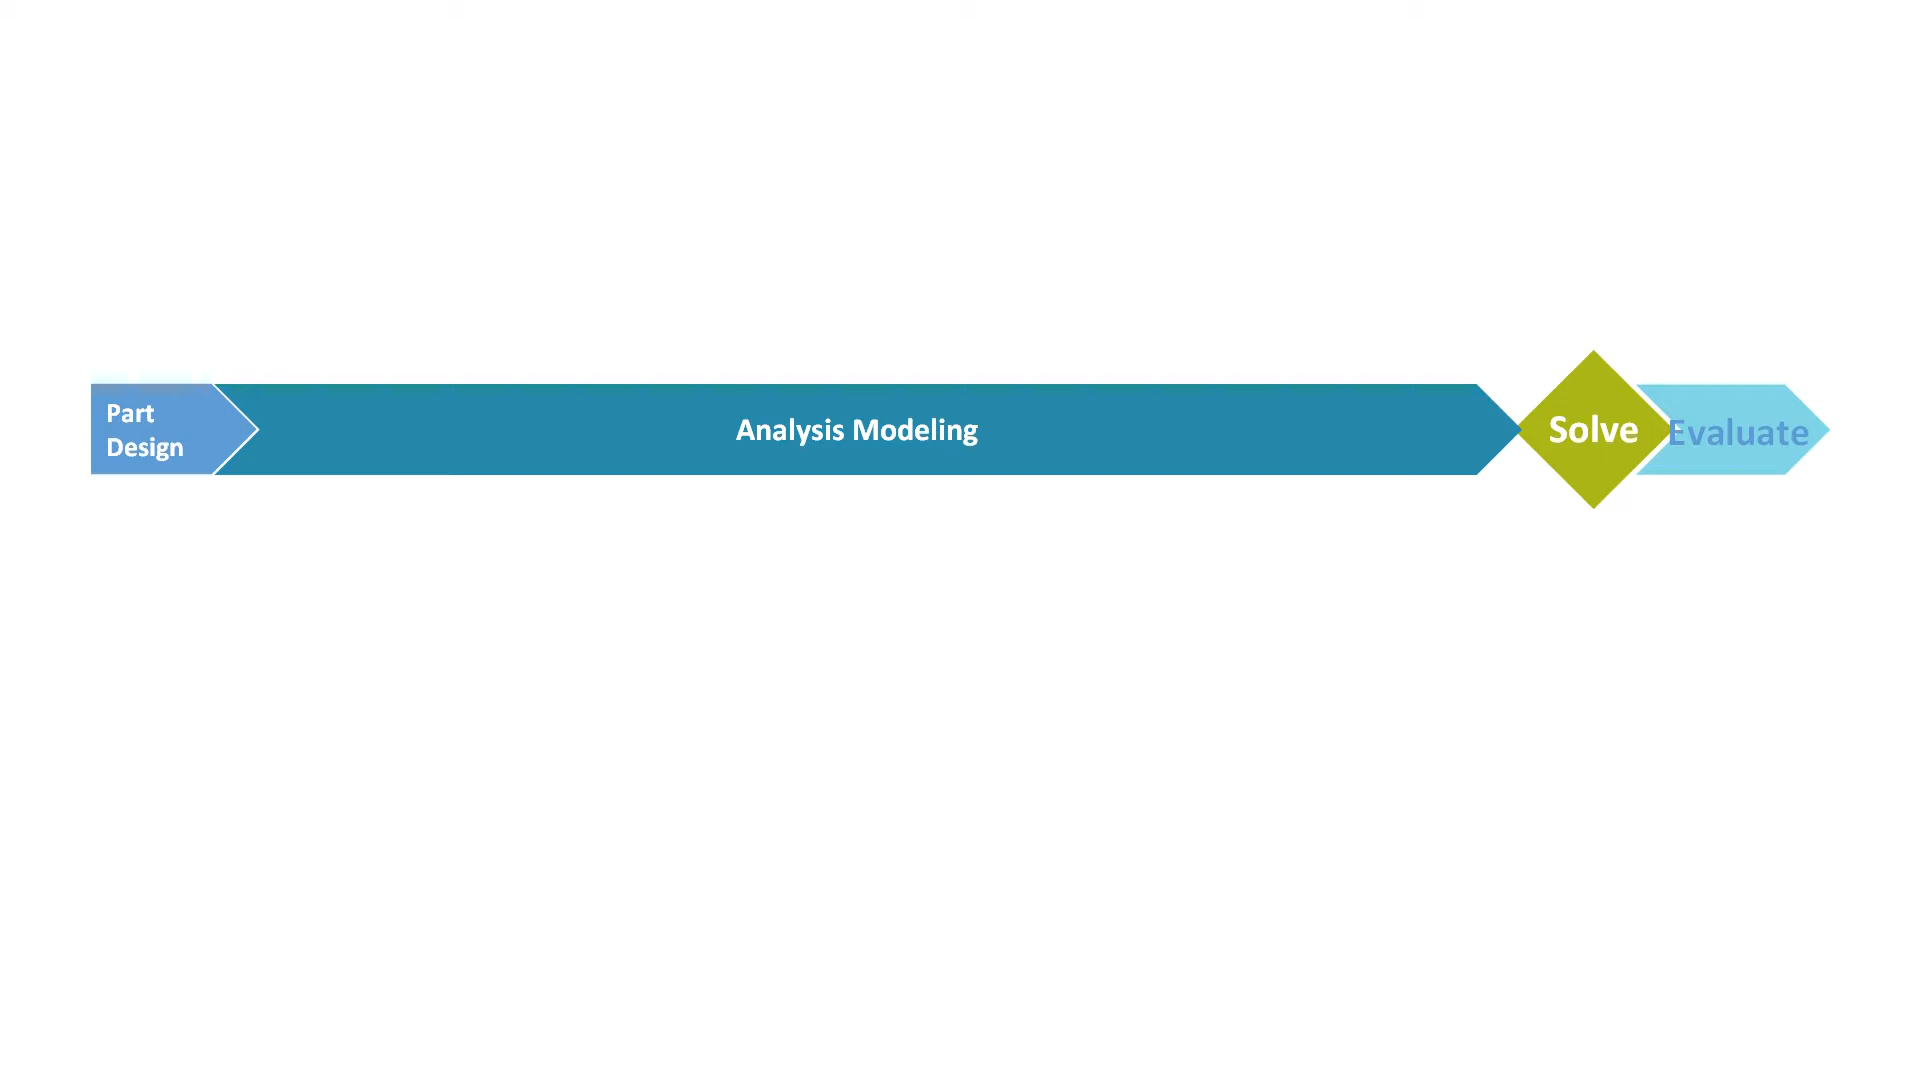 Part
Design
Analysis Modeling
Solve
Evaluate